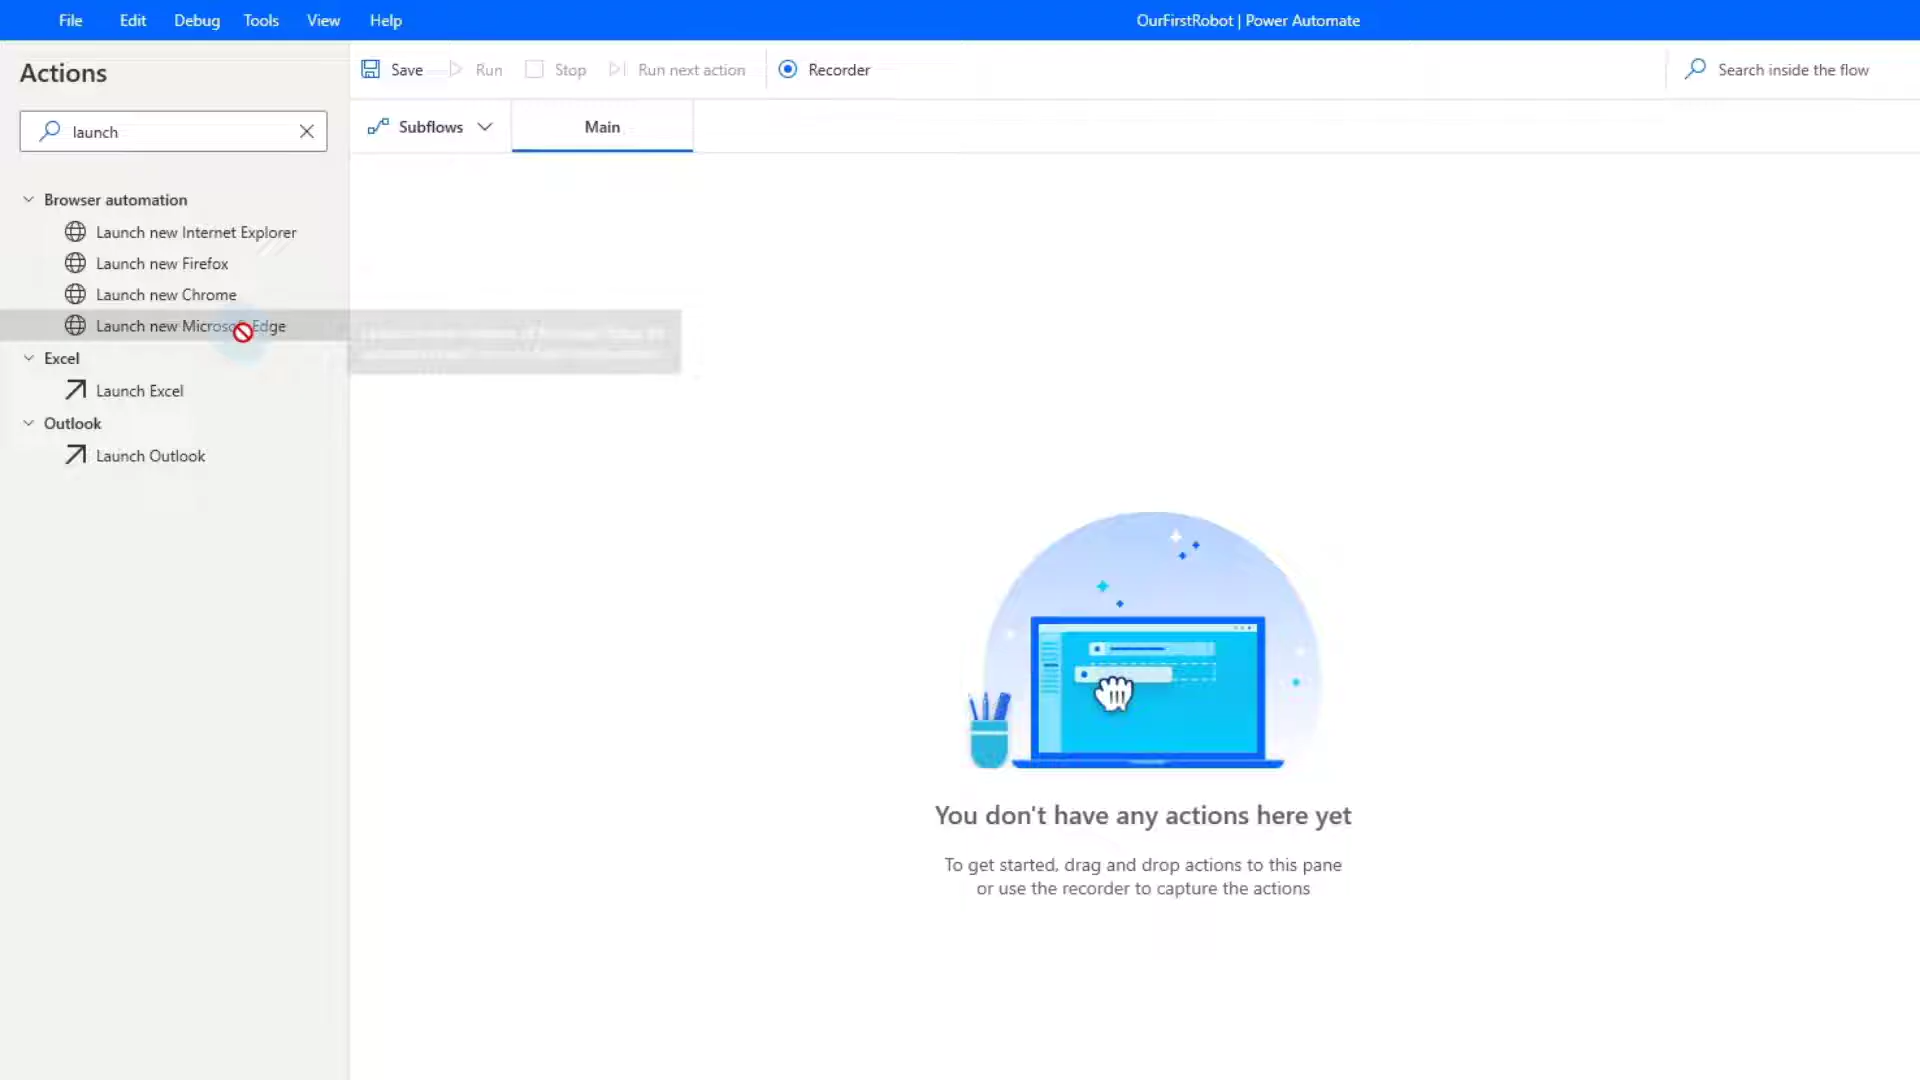 File Edit Debug Tools View Help OurFirstRobot | Power Automate
Actions
Save Run Stop Run next action Recorder Search inside the flow
launch
Subflows Main
Browser automation
Launch new Internet Explorer
Launch new Firefox
Launch new Chrome
Launch new Microsoft Edge
Excel
Launch Excel
Outlook
Launch Outlook
You don't have any actions here yet
To get started, drag and drop actions to this pane
or use the recorder to capture the actions